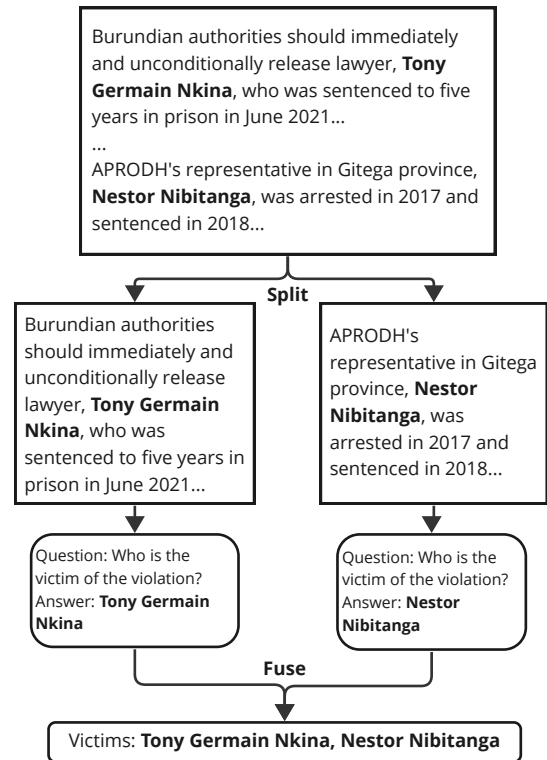 Burundian authorities should immediately
and unconditionally release lawyer, Tony
Germain Nkina, who was sentenced to five
years in prison in June 2021...
...
APRODH's representative in Gitega province,
Nestor Nibitanga, was arrested in 2017 and
sentenced in 2018...
Split
Burundian authorities
should immediately and
unconditionally release
lawyer, Tony Germain
Nkina, who was
sentenced to five years in
prison in June 2021...
APRODH's
representative in Gitega
province, Nestor
Nibitanga, was
arrested in 2017 and
sentenced in 2018...
Question: Who is the
victim of the violation?
Answer: Tony Germain
Nkina
Question: Who is the
victim of the violation?
Answer: Nestor
Nibitanga
Fuse
Victims: Tony Germain Nkina, Nestor Nibitanga